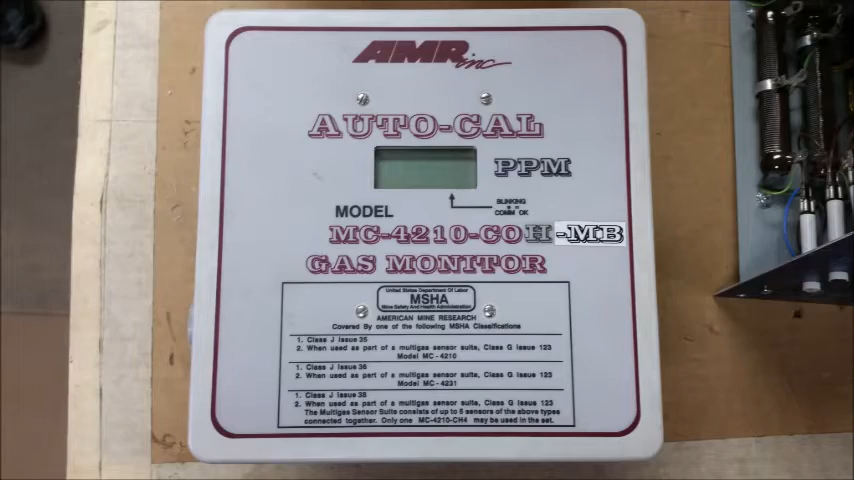 AMR inc
AUTO-CAL
PPM
BLINKING
" = "
COMM OK
MODEL
MC-4210-COH-MB
GAS MONITOR
United States Department Of Labor
MSHA
Mine Safety And Health Administration
AMERICAN MINE RESEARCH
Covered By one of the following MSHA Classifications
1. Class J Issue 35
2. When used as part of a multigas sensor suite, Class G Issue 123
Model MC - 4210
1. Class J Issue 36
2. When used as part of a multigas sensor suite, Class G Issue 123
Model MC - 4231
1. Class J Issue 38
2. When used as part of a multigas sensor suite, Class G Issue 123
The Multigas Sensor Suite consists of up to 5 sensors of the above types
connected together. Only one MC-4210-CH4 may be used in the set.